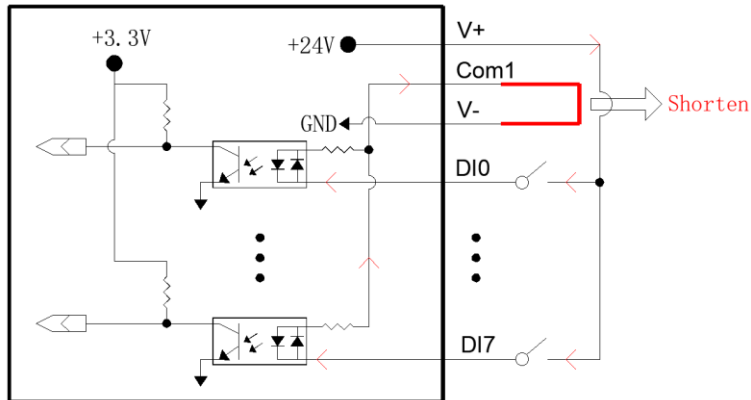 +3.3V
+24V
V+
Com1
V-
GND
Shorten
DI0
DI7